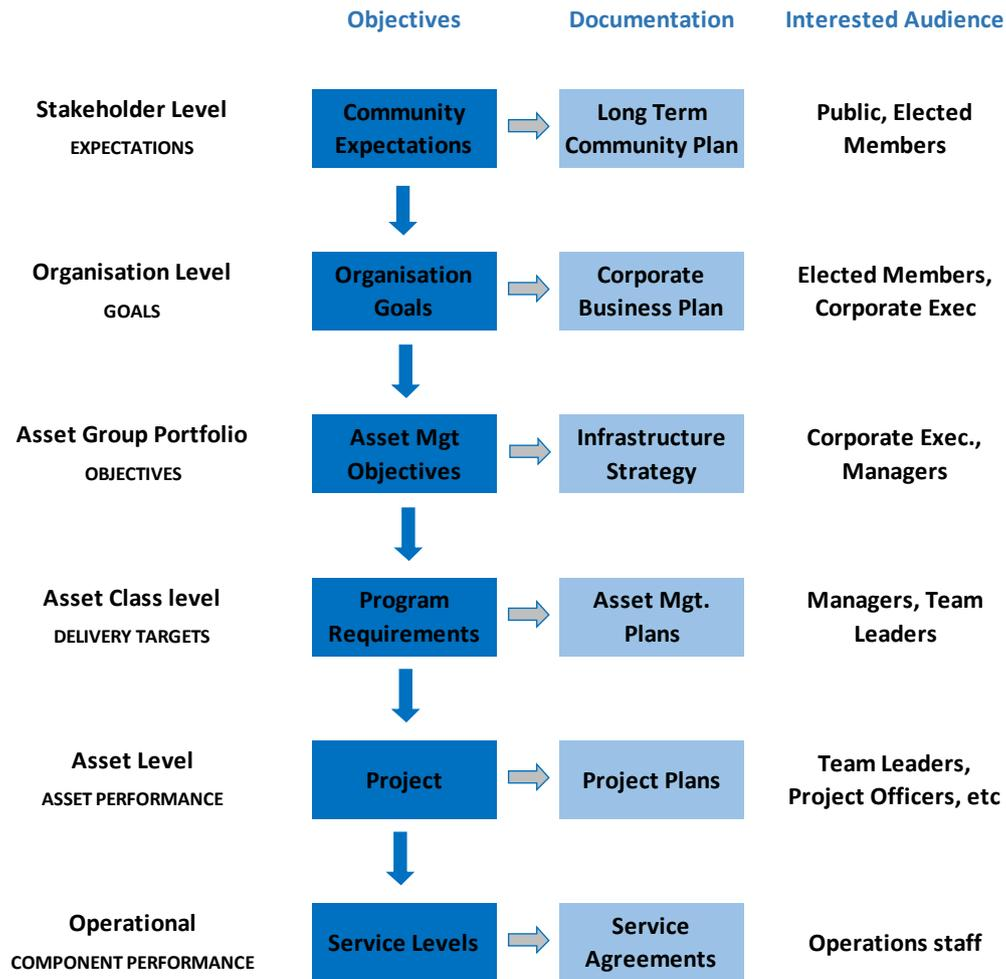 Objectives Documentation Interested Audience
Stakeholder Level
EXPECTATIONS
Community
Expectations
Long Term
Community Plan
Public, Elected
Members
Organisation Level
GOALS
Organisation
Goals
Corporate
Business Plan
Elected Members,
Corporate Exec
Asset Group Portfolio
OBJECTIVES
Asset Mgt
Objectives
Infrastructure
Strategy
Corporate Exec.,
Managers
Asset Class level
DELIVERY TARGETS
Program
Requirements
Asset Mgt.
Plans
Managers, Team
Leaders
Asset Level
ASSET PERFORMANCE
Project
Project Plans
Team Leaders,
Project Officers, etc
Operational
COMPONENT PERFORMANCE
Service Levels
Service
Agreements
Operations staff